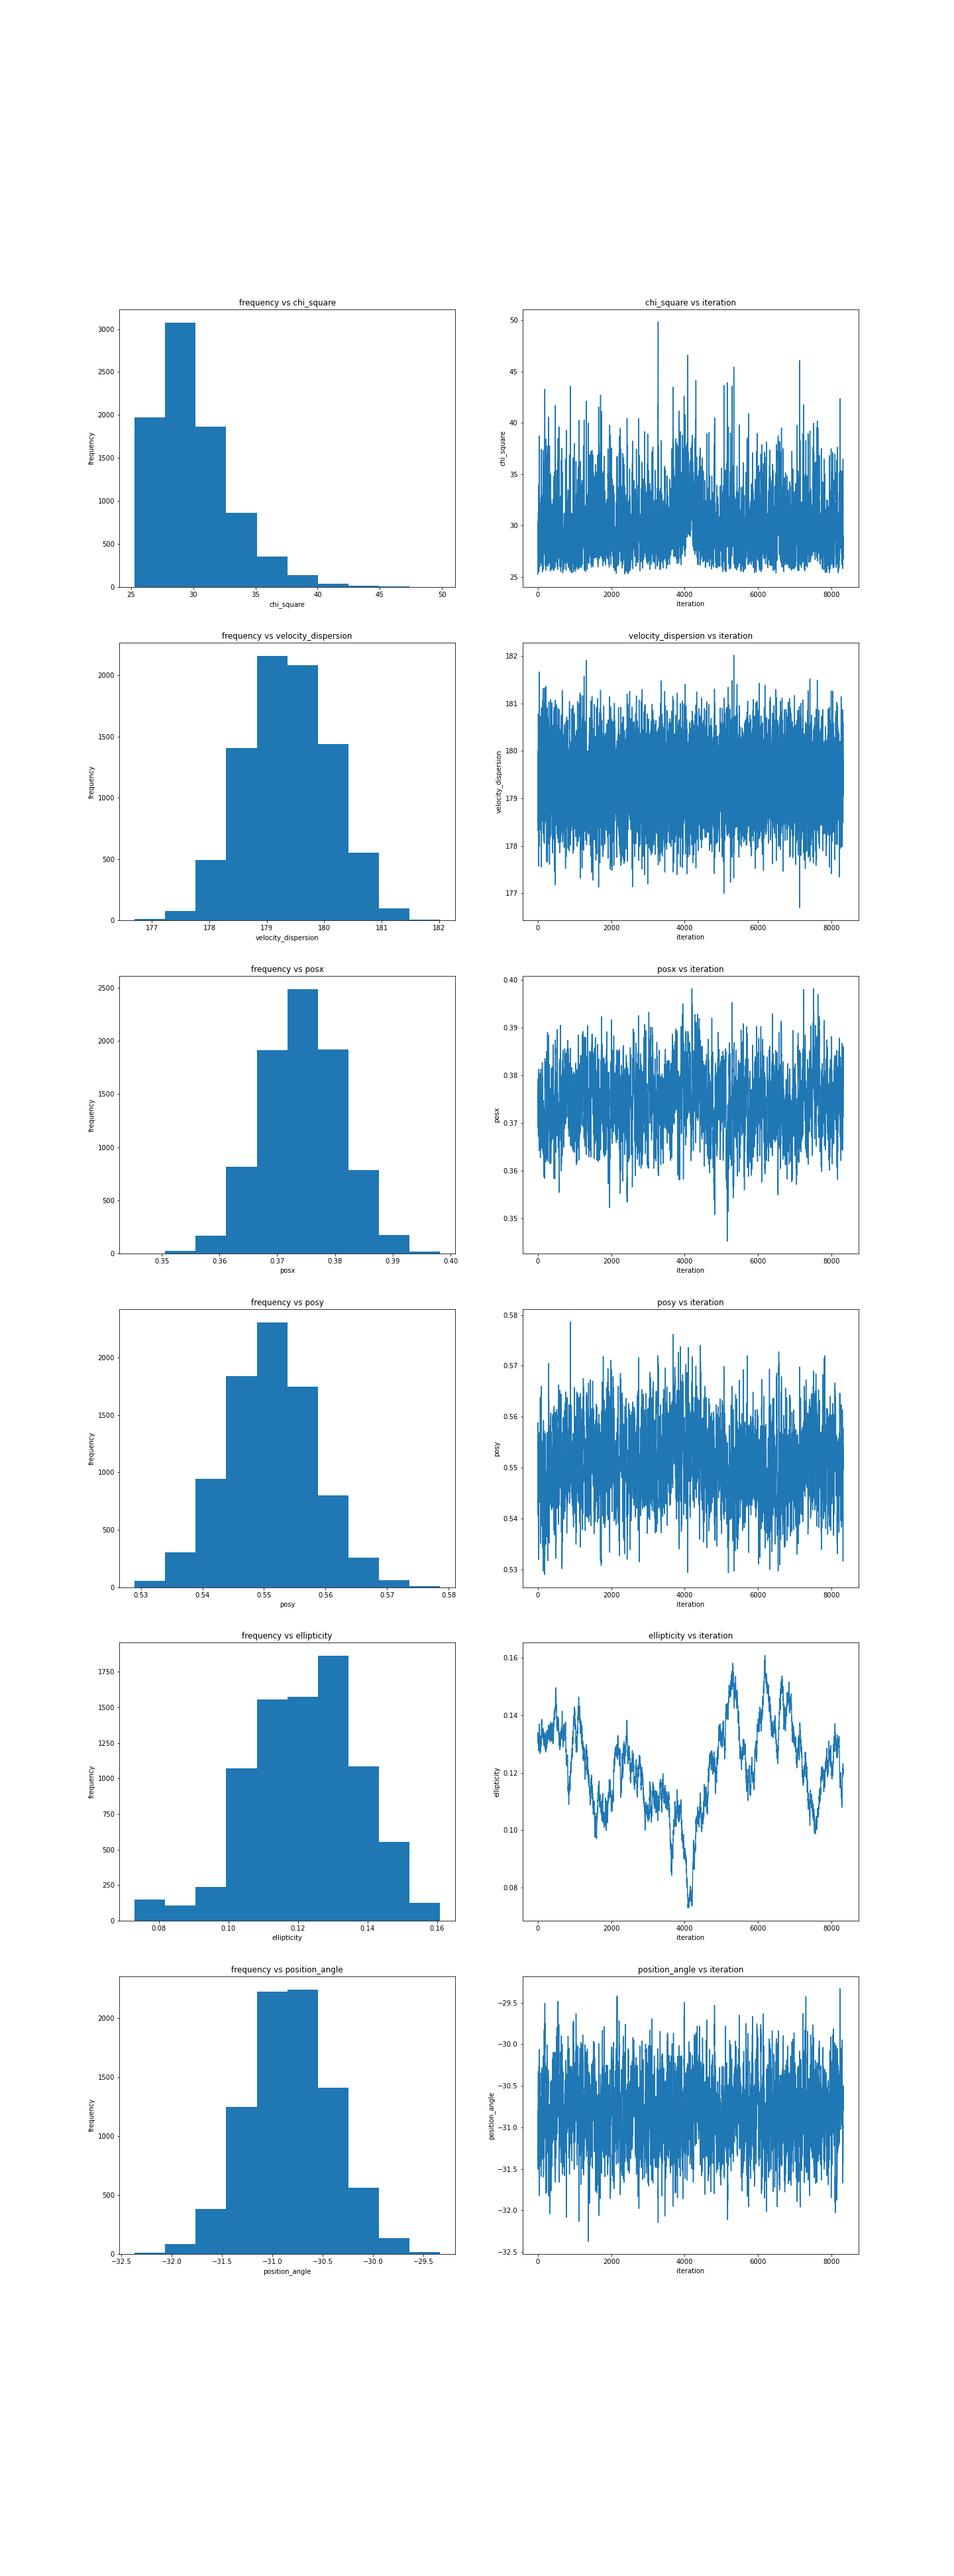 frequency vs chi_square
chi_square vs iteration
3000
2500
2000
1500
1000
500
0
frequency
25 30 35 40 45 50
chi_square
50
45
40
35
30
25
chi_square
0 2000 4000 6000 8000
iteration
frequency vs velocity_dispersion
velocity_dispersion vs iteration
2000
1500
1000
500
0
frequency
177 178 179 180 181 182
velocity_dispersion
182
181
180
179
178
177
velocity_dispersion
0 2000 4000 6000 8000
iteration
frequency vs posx
posx vs iteration
2500
2000
1500
1000
500
0
frequency
0.35 0.36 0.37 0.38 0.39 0.40
posx
0.40
0.39
0.38
0.37
0.36
0.35
posx
0 2000 4000 6000 8000
iteration
frequency vs posy
posy vs iteration
2000
1500
1000
500
0
frequency
0.53 0.54 0.55 0.56 0.57 0.58
posy
0.58
0.57
0.56
0.55
0.54
0.53
posy
0 2000 4000 6000 8000
iteration
frequency vs ellipticity
ellipticity vs iteration
1750
1500
1250
1000
750
500
250
0
frequency
0.08 0.10 0.12 0.14 0.16
ellipticity
0.16
0.14
0.12
0.10
0.08
ellipticity
0 2000 4000 6000 8000
iteration
frequency vs position_angle
position_angle vs iteration
2000
1500
1000
500
0
frequency
−32.5 −32.0 −31.5 −31.0 −30.5 −30.0 −29.5
position_angle
−29.5
−30.0
−30.5
−31.0
−31.5
−32.0
−32.5
position_angle
0 2000 4000 6000 8000
iteration